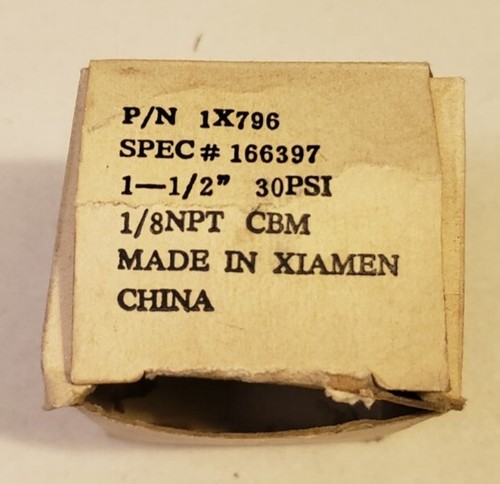 P/N 1X796
SPEC# 166397
1—1/2” 30PSI
1/8NPT CBM
MADE IN XIAMEN
CHINA